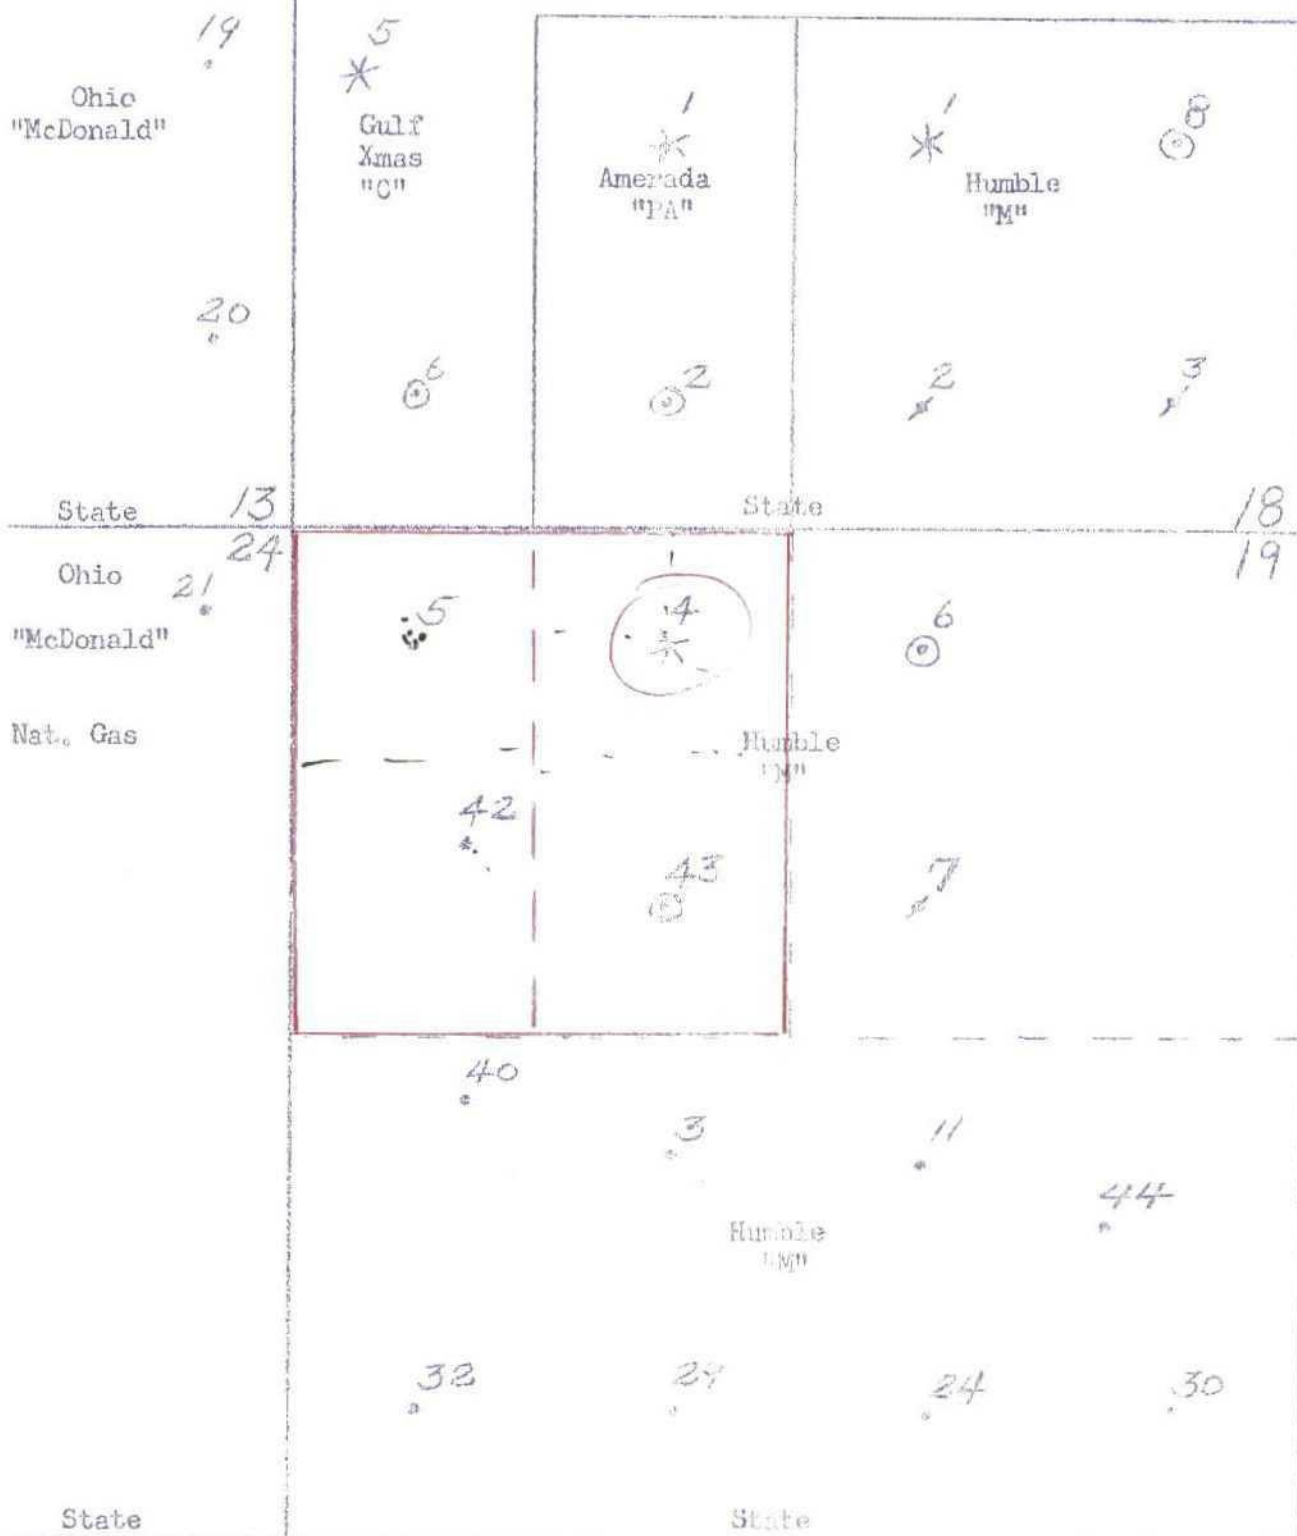 19
5
Ohio
"McDonald"
Gulf
Xmas
"C"
1
Amerada
"PA"
1
8
Humble
"M"
20
6
2
2
3
State
13
State
18
24
19
Ohio
21
"McDonald"
5
4
6
Nat. Gas
Humble
"M"
42
43
7
40
3
11
44
Humble
"M"
32
24
30
State
State